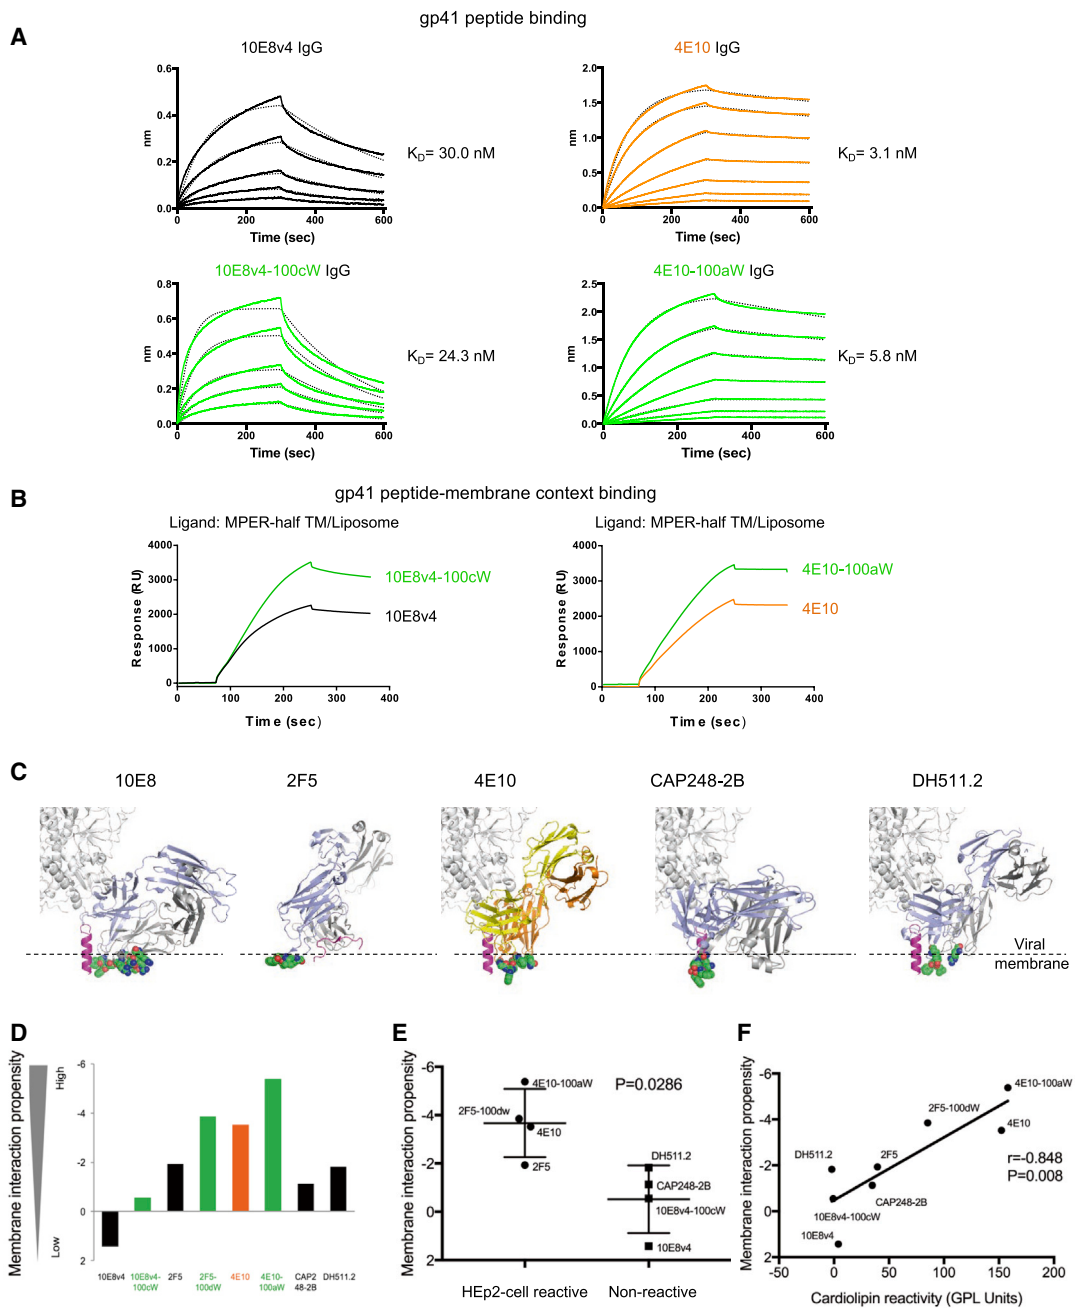 gp41 peptide binding
A
10E8v4 IgG
nm
0.6
0.4
0.2
0.0
0
200
400
600
Time (sec)
KD= 30.0 nM
4E10 IgG
nm
2.0
1.5
1.0
0.5
0.0
0
200
400
600
Time (sec)
KD= 3.1 nM
10E8v4-100cW IgG
nm
0.8
0.6
0.4
0.2
0.0
0
200
400
600
Time (sec)
KD= 24.3 nM
4E10-100aW IgG
nm
2.5
2.0
1.5
1.0
0.5
0.0
0
200
400
600
Time (sec)
KD= 5.8 nM
B
gp41 peptide-membrane context binding
Ligand: MPER-half TM/Liposome
Response (RU)
4000
3000
2000
1000
0
0
100
200
300
400
Time (sec)
10E8v4-100cW
10E8v4
Ligand: MPER-half TM/Liposome
Response (RU)
4000
3000
2000
1000
0
0
100
200
300
400
Time (sec)
4E10-100aW
4E10
C
10E8
2F5
4E10
CAP248-2B
DH511.2
Viral
membrane
D
Membrane interaction propensity
High
Low
-6
-4
-2
0
2
10E8v4
10E8v4-
100cW
2F5
2F5-
100dW
4E10
4E10-
100aW
CAP2
48-2B
DH511.2
E
Membrane interaction propensity
-6
-4
-2
0
2
P=0.0286
4E10-100aW
2F5-100dw
4E10
2F5
DH511.2
CAP248-2B
10E8v4-100cW
10E8v4
HEp2-cell reactive
Non-reactive
F
Membrane interaction propensity
-6
-4
-2
0
2
4E10-100aW
2F5-100dW
4E10
DH511.2
2F5
r=-0.848
P=0.008
CAP248-2B
10E8v4-100cW
10E8v4
-50
0
50
100
150
200
Cardiolipin reactivity (GPL Units)